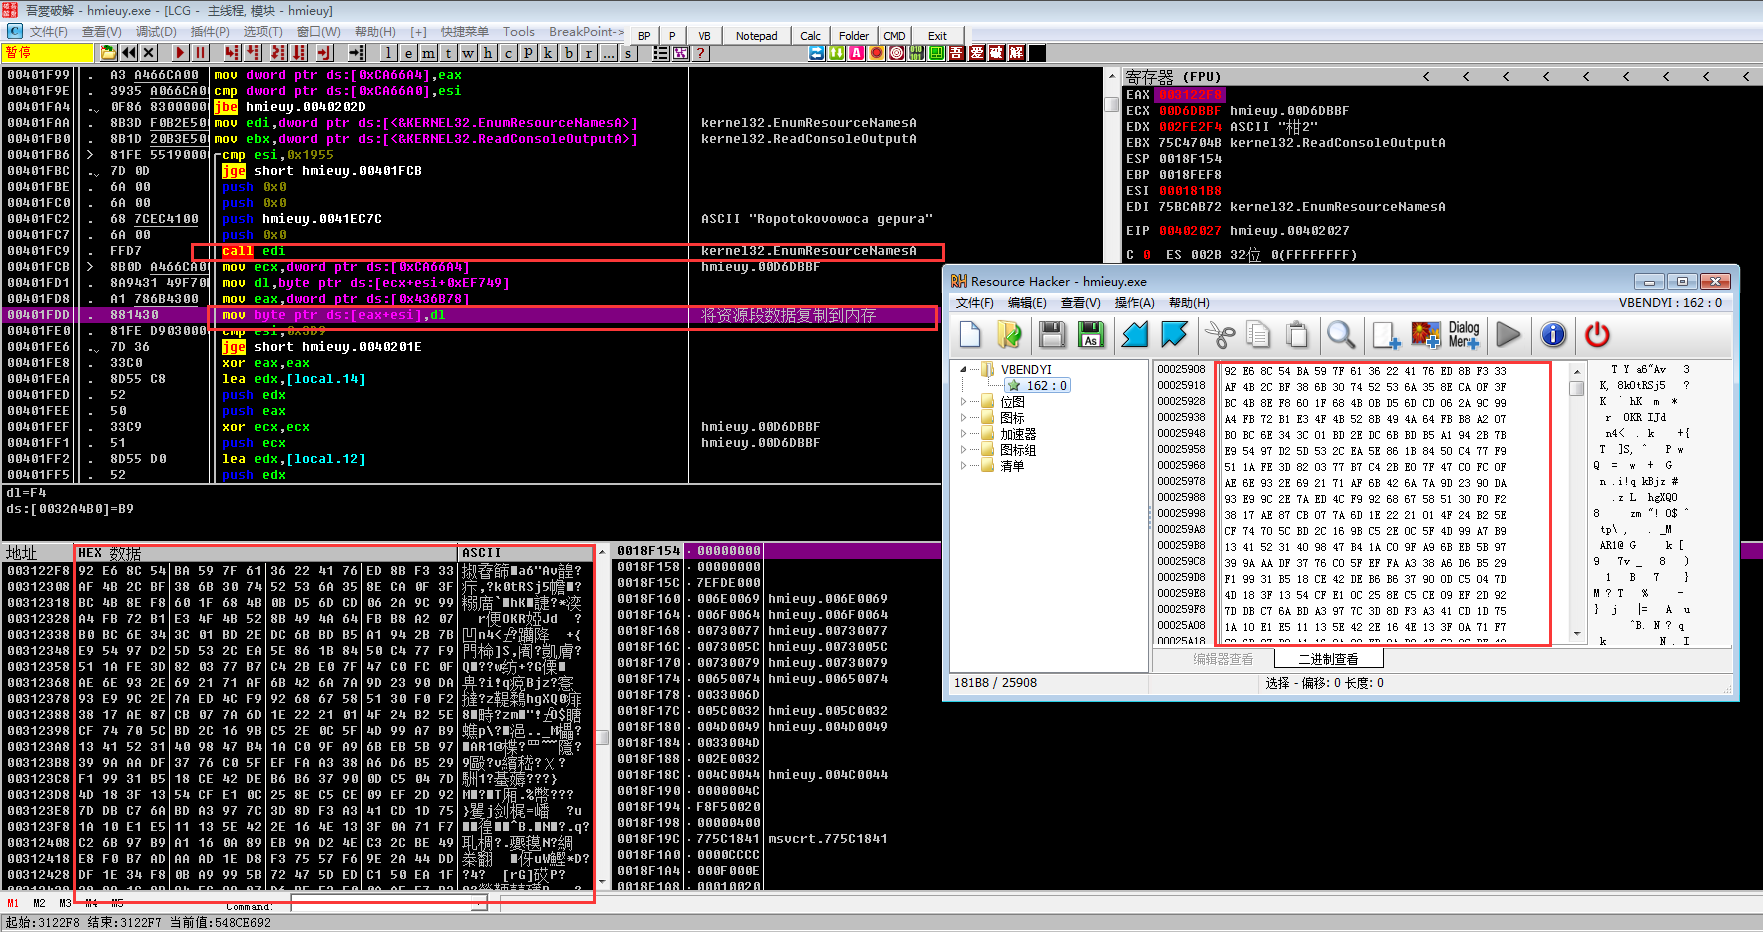 吾爱破解 - hmieuy.exe - [LCG - 主线程, 模块 - hmieuy]
文件(F) 查看(V) 调试(D) 插件(P) 选项(T) 窗口(W) 帮助(H) [+] 快捷菜单 Tools BreakPoint-> BP P VB Notepad Calc Folder CMD Exit
暂停 l e m t w h c p k b r ... s
00401F99 . A3 A466CA00 mov dword ptr ds:[0xCA66A4],eax
00401F9E . 3935 A066CA00 cmp dword ptr ds:[0xCA66A0],esi
00401FA4 . 0F86 83000000 jbe hmieuy.0040202D
00401FAA . 8B3D F0B2E500 mov edi,dword ptr ds:[<&KERNEL32.EnumResourceNamesA>] kernel32.EnumResourceNamesA
00401FB0 . 8B1D 20B3E500 mov ebx,dword ptr ds:[<&KERNEL32.ReadConsoleOutputA>] kernel32.ReadConsoleOutputA
00401FB6 > 81FE 55190000 cmp esi,0x1955
00401FBC . 7D 0D jge short hmieuy.00401FCB
00401FBE . 6A 00 push 0x0
00401FC0 . 6A 00 push 0x0
00401FC2 . 68 7CEC4100 push hmieuy.0041EC7C ASCII "Ropotokovowoca gepura"
00401FC7 . 6A 00 push 0x0
00401FC9 . FFD7 call edi kernel32.EnumResourceNamesA
00401FCB > 8B0D A466CA00 mov ecx,dword ptr ds:[0xCA66A4] hmieuy.00D6DBBF
00401FD1 . 8A9431 49F70E mov dl,byte ptr ds:[ecx+esi+0xEF749]
00401FD8 . A1 786B4300 mov eax,dword ptr ds:[0x436B78]
00401FDD . 881430 mov byte ptr ds:[eax+esi],dl 将资源段数据复制到内存
00401FE0 . 81FE D9030000 cmp esi,0x3D9
00401FE6 . 7D 36 jge short hmieuy.0040201E
00401FE8 . 33C0 xor eax,eax
00401FEA . 8D55 C8 lea edx,[local.14]
00401FED . 52 push edx
00401FEE . 50 push eax
00401FEF . 33C9 xor ecx,ecx hmieuy.00D6DBBF
00401FF1 . 51 push ecx hmieuy.00D6DBBF
00401FF2 . 8D55 D0 lea edx,[local.12]
00401FF5 . 52 push edx
dl=F4
ds:[0032A4B0]=B9
寄存器 (FPU) < < < < < < < < <
EAX 003122F8
ECX 00D6DBBF hmieuy.00D6DBBF
EDX 002FE2F4 ASCII "柑2"
EBX 75C4704B kernel32.ReadConsoleOutputA
ESP 0018F154
EBP 0018FEF8
ESI 000181B8
EDI 75BCAB72 kernel32.EnumResourceNamesA
EIP 00402027 hmieuy.00402027
C 0 ES 002B 32位 0(FFFFFFFF)
Resource Hacker - hmieuy.exe
文件(F) 编辑(E) 查看(V) 操作(A) 帮助(H) VBENDYI : 162 : 0
As Dialog Mer+
VBENDYI
162 : 0
位图
图标
加速器
图标组
清单
00025908 92 E6 8C 54 BA 59 7F 61 36 22 41 76 ED 8B F3 33
00025918 AF 4B 2C BF 38 6B 30 74 52 53 6A 35 8E CA 0F 3F
00025928 BC 4B 8E F8 60 1F 68 4B 0B D5 6D CD 06 2A 9C 99
00025938 A4 FB 72 B1 E3 4F 4B 52 8B 49 4A 64 FB B8 A2 07
00025948 B0 BC 6E 34 3C 01 BD 2E DC 6B BD B5 A1 94 2B 7B
00025958 E9 54 97 D2 5D 53 2C EA 5E 86 1B 84 50 C4 77 F9
00025968 51 1A FE 3D 82 03 77 B7 C4 2B E0 7F 47 C0 FC 0F
00025978 AE 6E 93 2E 69 21 71 AF 6B 42 6A 7A 9D 23 90 DA
00025988 93 E9 9C 2E 7A ED 4C F9 92 68 67 58 51 30 F0 F2
00025998 38 17 AE 87 CB 07 7A 6D 1E 22 21 01 4F 24 B2 5E
000259A8 CF 74 70 5C BD 2C 16 9B C5 2E 0C 5F 4D 99 A7 B9
000259B8 13 41 52 31 40 98 47 B4 1A C0 9F A9 6B EB 5B 97
000259C8 39 9A AA DF 37 76 C0 5F EF FA A3 38 A6 D6 B5 29
000259D8 F1 99 31 B5 18 CE 42 DE B6 B6 37 90 0D C5 04 7D
000259E8 4D 18 3F 13 54 CF E1 0C 25 8E C5 CE 09 EF 2D 92
000259F8 7D DB C7 6A BD A3 97 7C 3D 8D F3 A3 41 CD 1D 75
00025A08 1A 10 E1 E5 11 13 5E 42 2E 16 4E 13 3F 0A 71 F7
00025A18
编辑器查看 二进制查看
181B8 / 25908 选择 - 偏移: 0 长度: 0
地址 HEX 数据 ASCII
003122F8 92 E6 8C 54 BA 59 7F 61 36 22 41 76 ED 8B F3 33
00312308 AF 4B 2C BF 38 6B 30 74 52 53 6A 35 8E CA 0F 3F
00312318 BC 4B 8E F8 60 1F 68 4B 0B D5 6D CD 06 2A 9C 99
00312328 A4 FB 72 B1 E3 4F 4B 52 8B 49 4A 64 FB B8 A2 07
00312338 B0 BC 6E 34 3C 01 BD 2E DC 6B BD B5 A1 94 2B 7B
00312348 E9 54 97 D2 5D 53 2C EA 5E 86 1B 84 50 C4 77 F9
00312358 51 1A FE 3D 82 03 77 B7 C4 2B E0 7F 47 C0 FC 0F
00312368 AE 6E 93 2E 69 21 71 AF 6B 42 6A 7A 9D 23 90 DA
00312378 93 E9 9C 2E 7A ED 4C F9 92 68 67 58 51 30 F0 F2
00312388 38 17 AE 87 CB 07 7A 6D 1E 22 21 01 4F 24 B2 5E
00312398 CF 74 70 5C BD 2C 16 9B C5 2E 0C 5F 4D 99 A7 B9
003123A8 13 41 52 31 40 98 47 B4 1A C0 9F A9 6B EB 5B 97
003123B8 39 9A AA DF 37 76 C0 5F EF FA A3 38 A6 D6 B5 29
003123C8 F1 99 31 B5 18 CE 42 DE B6 B6 37 90 0D C5 04 7D
003123D8 4D 18 3F 13 54 CF E1 0C 25 8E C5 CE 09 EF 2D 92
003123E8 7D DB C7 6A BD A3 97 7C 3D 8D F3 A3 41 CD 1D 75
003123F8 1A 10 E1 E5 11 13 5E 42 2E 16 4E 13 3F 0A 71 F7
00312408 C2 6B 97 B9 A1 16 0A 89 EB 9A D2 4E C3 2C BE 49
00312418 E8 F0 B7 AD AA AD 1E D8 F3 75 57 F6 9E 2A 44 DD
00312428 DF 1E 34 F8 0B A9 99 5B 72 47 5D ED C1 50 EA 1F
0018F154 00000000
0018F158 00000000
0018F15C 7EFDE000
0018F160 006E0069 hmieuy.006E0069
0018F164 006F0064 hmieuy.006F0064
0018F168 00730077 hmieuy.00730077
0018F16C 0073005C hmieuy.0073005C
0018F170 00730079 hmieuy.00730079
0018F174 00650074 hmieuy.00650074
0018F178 0033006D
0018F17C 005C0032 hmieuy.005C0032
0018F180 004D0049 hmieuy.004D0049
0018F184 0033004D
0018F188 002E0032
0018F18C 004C0044 hmieuy.004C0044
0018F190 0000004C
0018F194 F8F50020
0018F198 00000400
0018F19C 775C1841 msvcrt.775C1841
0018F1A0 0000CCCC
0018F1A4 000F000E
0018F1A8 00010020
M1 M2 M3 M4 M5 Command:
起始:3122F8 结束:3122F7 当前值:548CE692